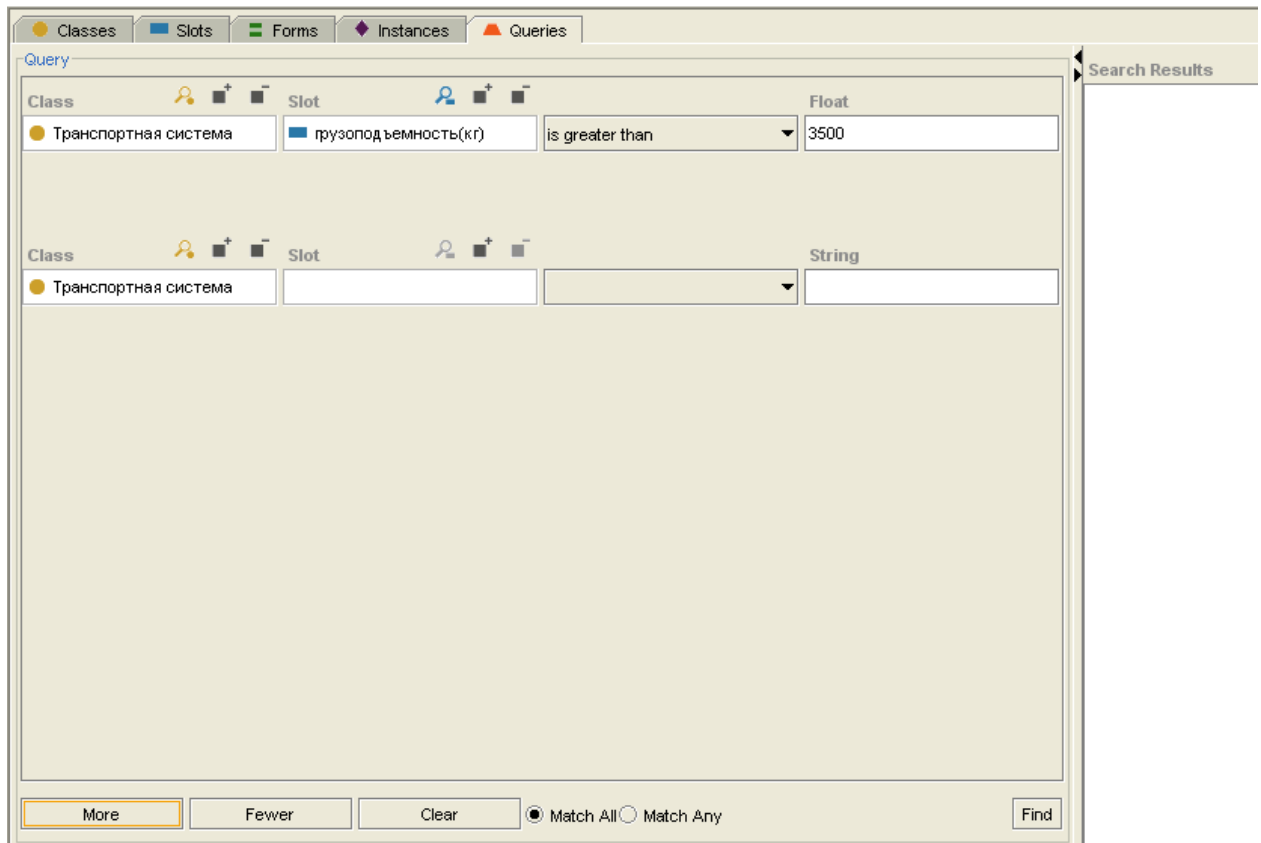 Classes Slots Forms Instances Queries
Query
Search Results
Class Slot Float
Транспортная система грузоподъемность(кг) is greater than 3500
Class Slot String
Транспортная система
More Fewer Clear Match All Match Any Find